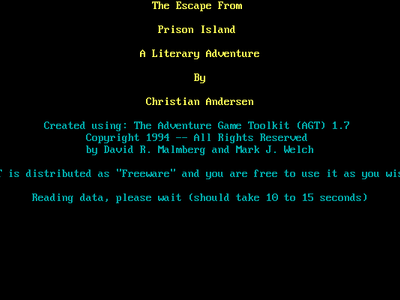 The Escape From
Prison Island
A Literary Adventure
By
Christian Andersen
Created using: The Adventure Game Toolkit (AGT) 1.7
Copyright 1994 -- All Rights Reserved
by David R. Malmberg and Mark J. Welch
is distributed as "Freeware" and you are free to use it as you
Reading data, please wait (should take 10 to 15 seconds)